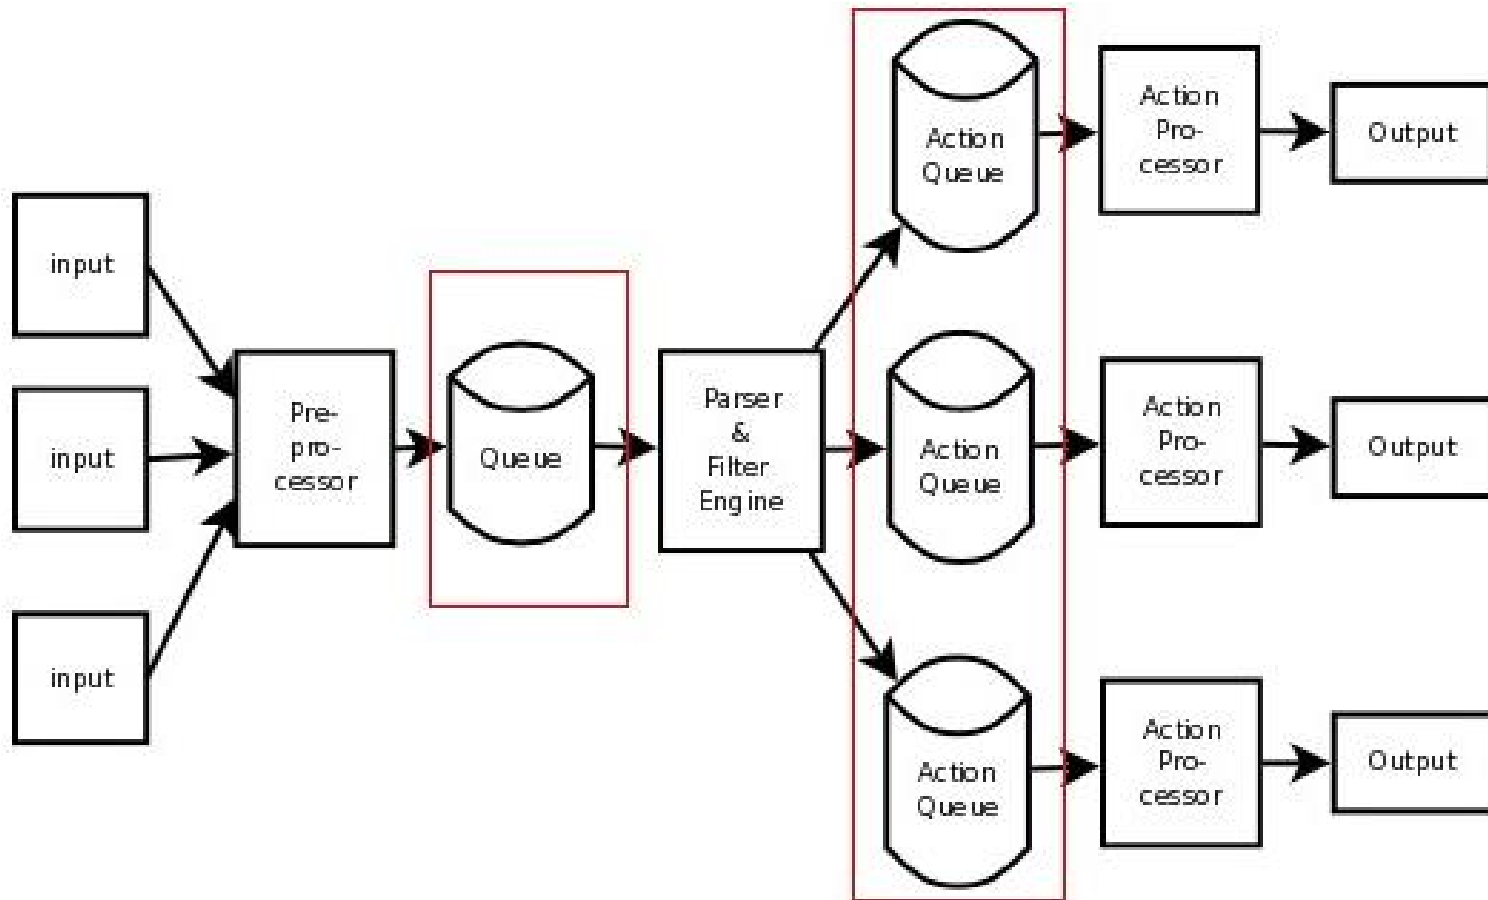 input
input
input
Pre-
pro-
cessor
Queue
Parser
&
Filter
Engine
Action
Queue
Action
Pro-
cessor
Output
Action
Queue
Action
Pro-
cessor
Output
Action
Queue
Action
Pro-
cessor
Output